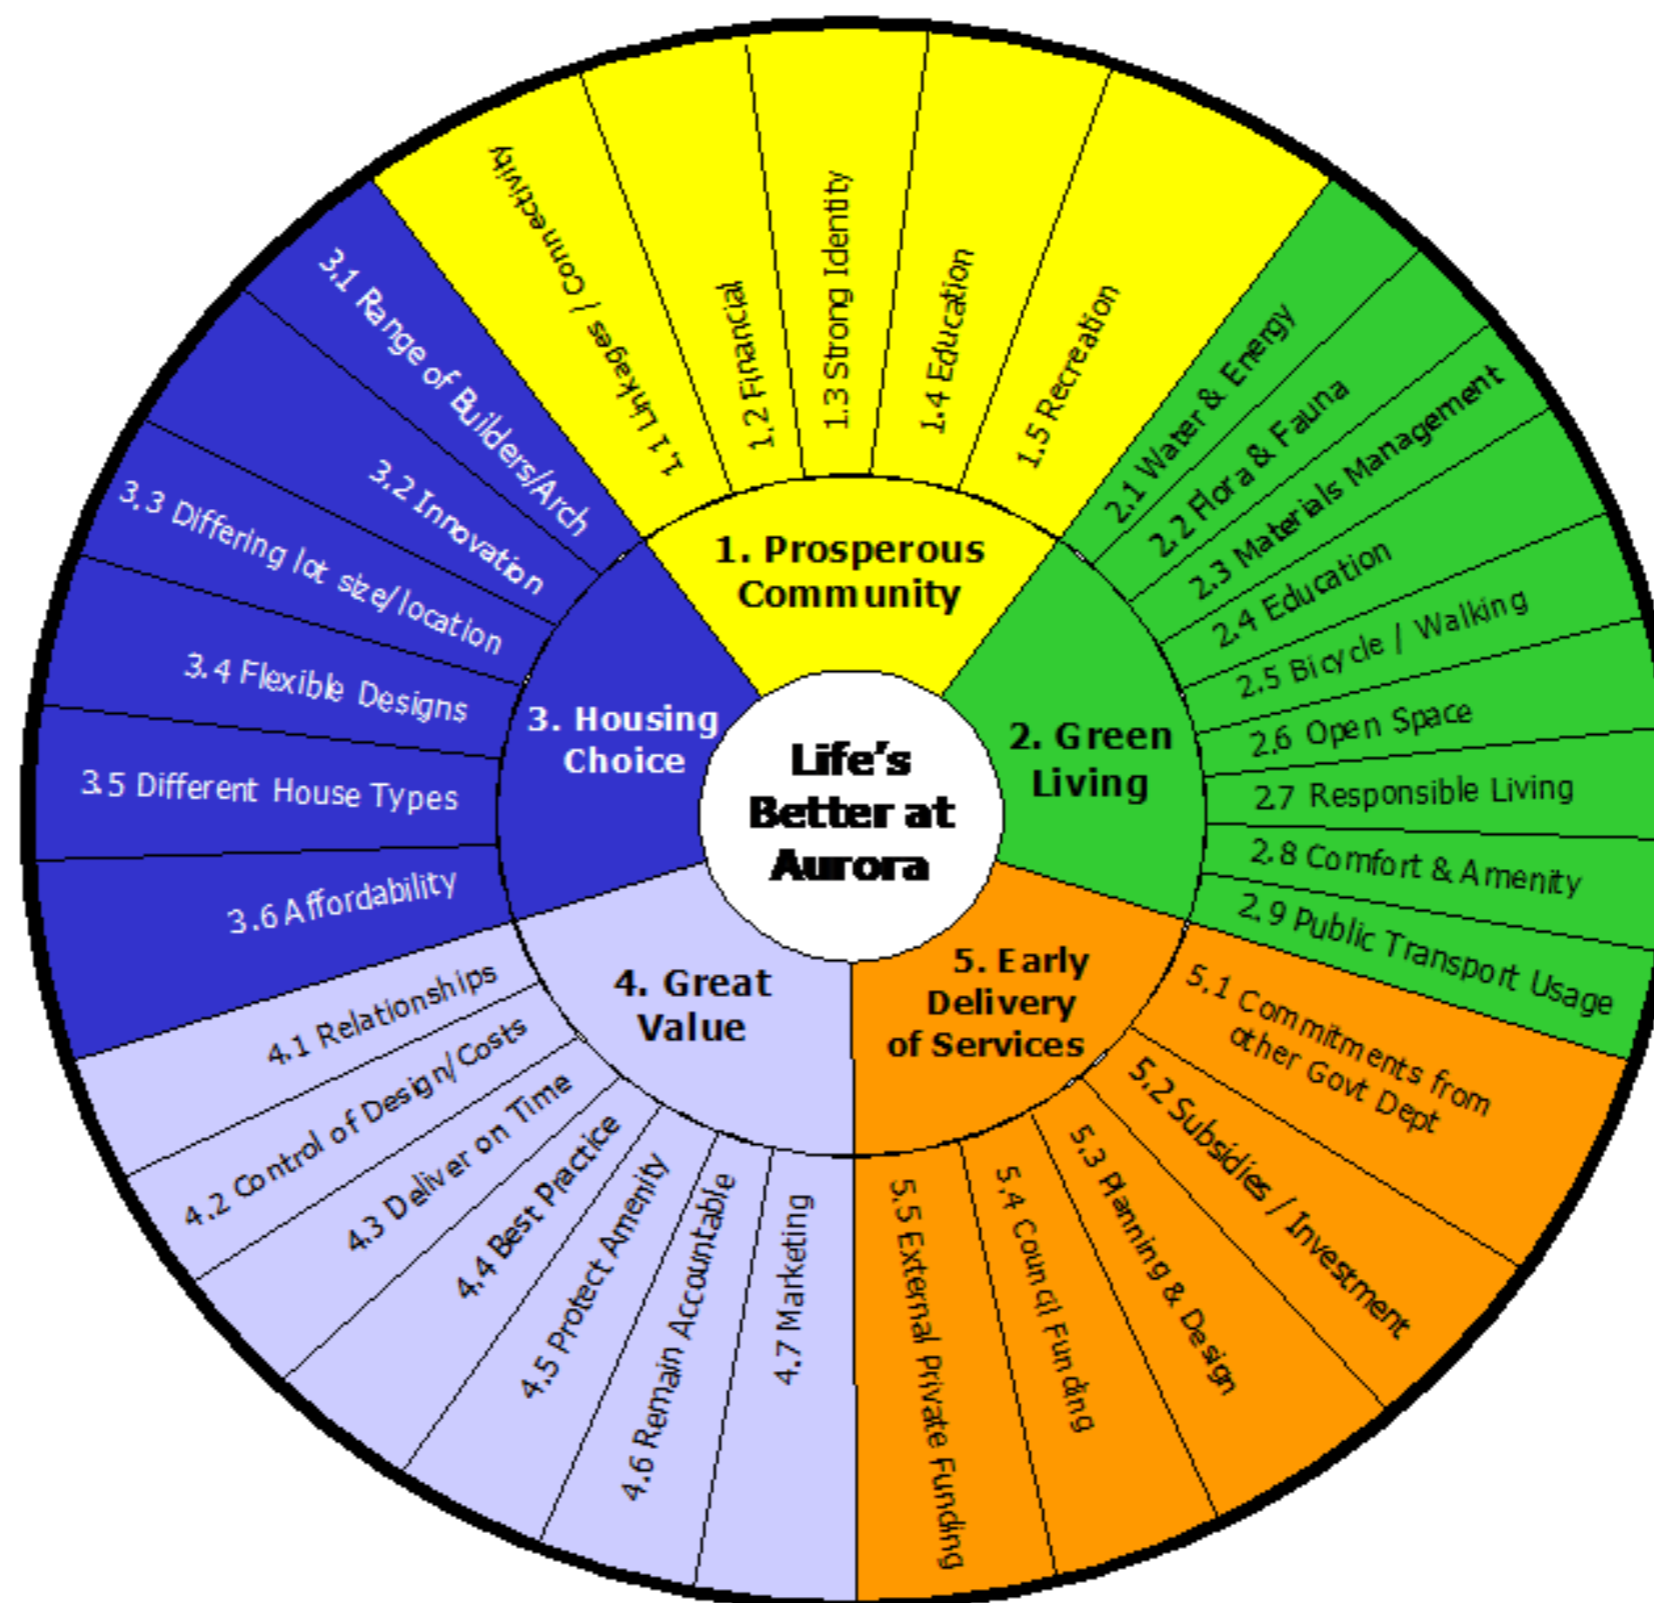 Life's
Better at
Aurora
1. Prosperous
Community
1.1 Linkages / Connectivity
1.2 Financial
1.3 Strong Identity
1.4 Education
1.5 Recreation
2. Green
Living
2.1 Water & Energy
2.2 Flora & Fauna
2.3 Materials Management
2.4 Education
2.5 Bicycle / Walking
2.6 Open Space
2.7 Responsible Living
2.8 Comfort & Amenity
2.9 Public Transport Usage
3. Housing
Choice
3.1 Range of Builders/Arch
3.2 Innovation
3.3 Differing lot size/location
3.4 Flexible Designs
3.5 Different House Types
3.6 Affordability
4. Great
Value
4.1 Relationships
4.2 Control of Design/Costs
4.3 Deliver on Time
4.4 Best Practice
4.5 Protect Amenity
4.6 Remain Accountable
4.7 Marketing
5. Early
Delivery
of Services
5.1 Commitments from
other Govt Dept
5.2 Subsidies / Investment
5.3 Planning & Design
5.4 Council Funding
5.5 External Private Funding